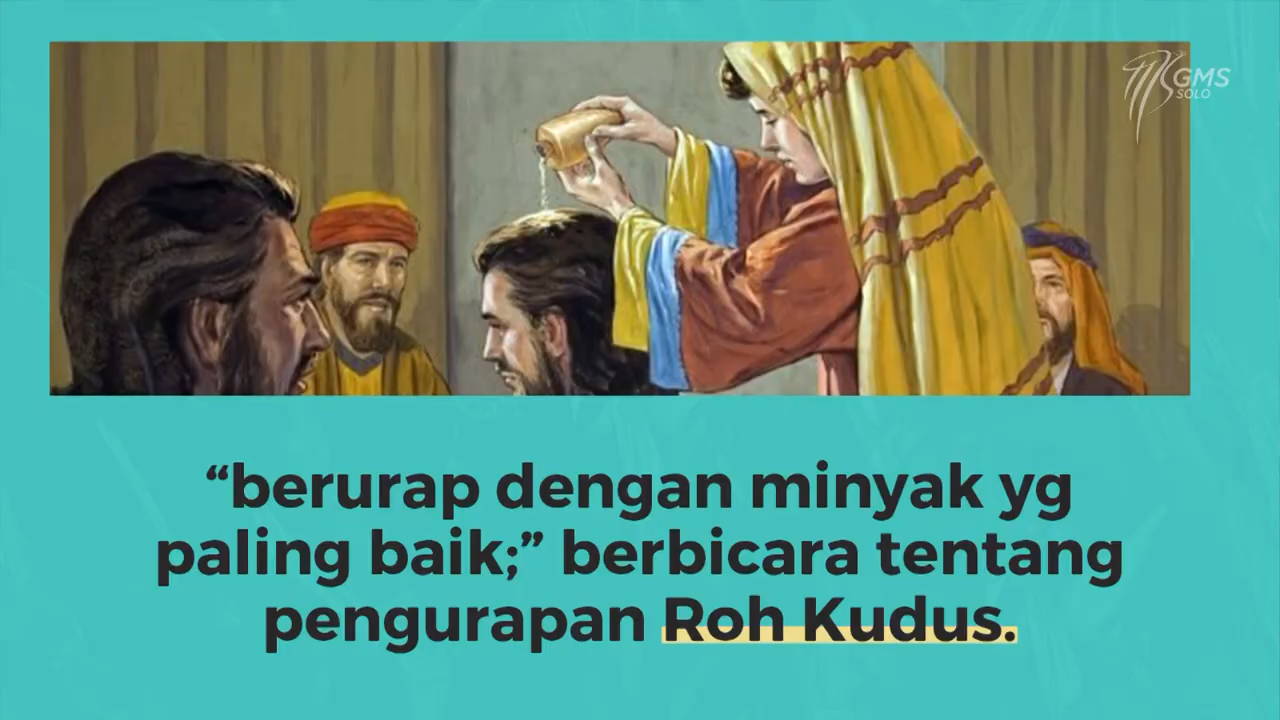 GMS
SOLO
“berurap dengan minyak yg
paling baik;” berbicara tentang
pengurapan Roh Kudus.